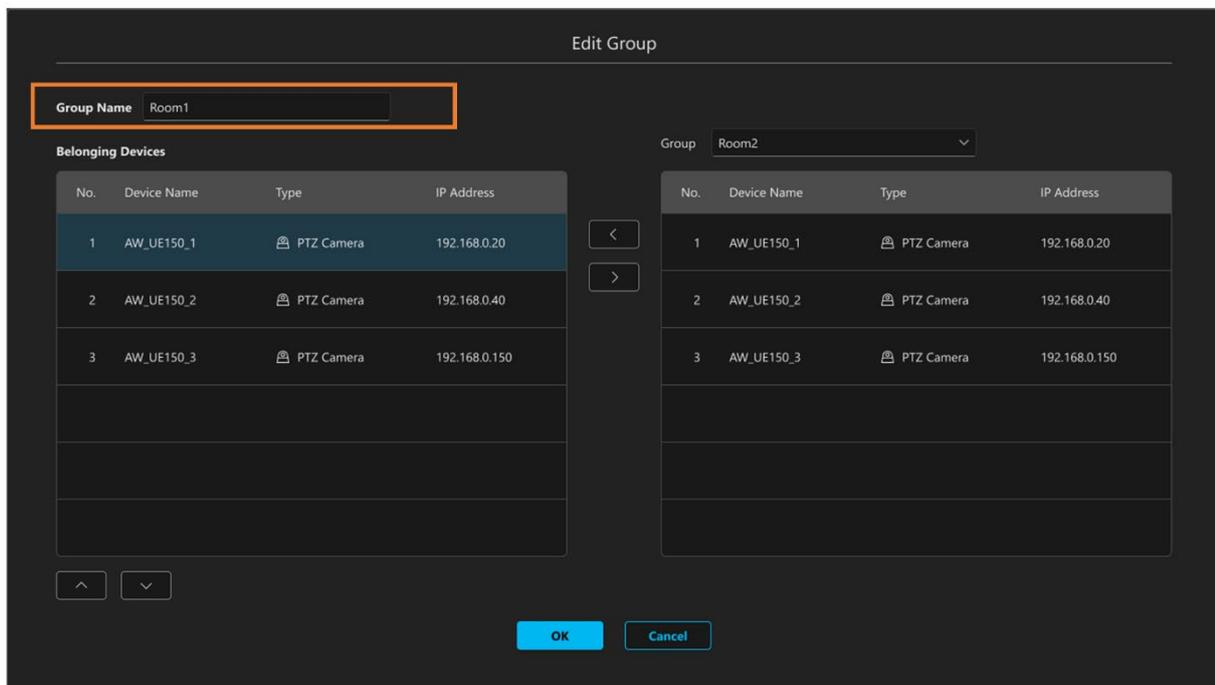 Edit Group
Group Name Room1
Belonging Devices
No. Device Name Type IP Address
1 AW_UE150_1 PTZ Camera 192.168.0.20
2 AW_UE150_2 PTZ Camera 192.168.0.40
3 AW_UE150_3 PTZ Camera 192.168.0.150
Group Room2
No. Device Name Type IP Address
1 AW_UE150_1 PTZ Camera 192.168.0.20
2 AW_UE150_2 PTZ Camera 192.168.0.40
3 AW_UE150_3 PTZ Camera 192.168.0.150
OK Cancel